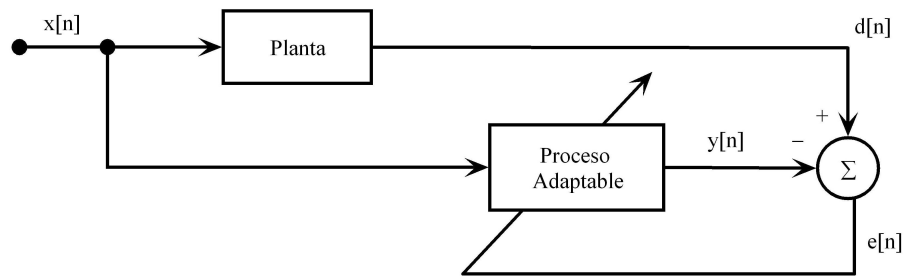 x[n]
Planta
d[n]
+
Proceso
Adaptable
y[n]
−
Σ
e[n]